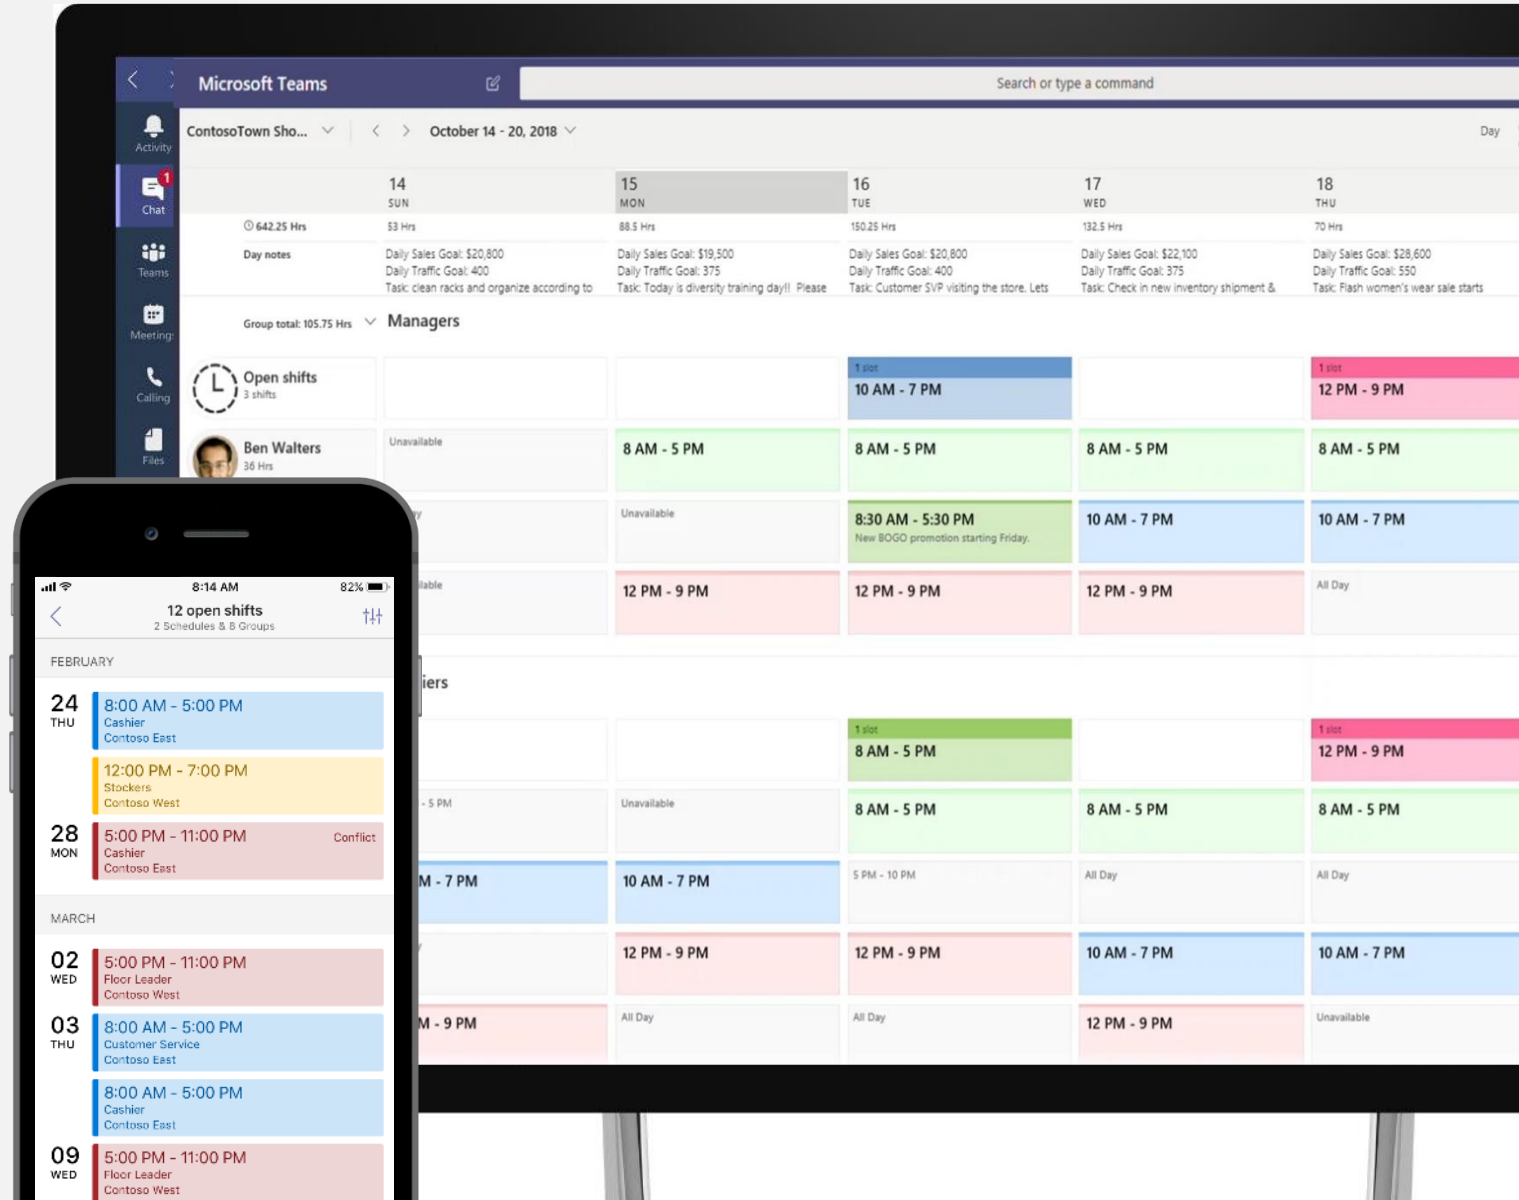 Microsoft Teams
Search or type a command
Activity
1
Chat
Teams
Meeting
Calling
Files
ContosoTown Sho...
October 14 - 20, 2018
Day
14
SUN
15
MON
16
TUE
17
WED
18
THU
642.25 Hrs
53 Hrs
88.5 Hrs
150.25 Hrs
132.5 Hrs
70 Hrs
Day notes
Daily Sales Goal: $20,800
Daily Traffic Goal: 400
Task: clean racks and organize according to
Daily Sales Goal: $19,500
Daily Traffic Goal: 375
Task: Today is diversity training day!! Please
Daily Sales Goal: $20,800
Daily Traffic Goal: 400
Task: Customer SVP visiting the store. Lets
Daily Sales Goal: $22,100
Daily Traffic Goal: 375
Task: Check in new inventory shipment &
Daily Sales Goal: $28,600
Daily Traffic Goal: 550
Task: Flash women's wear sale starts
Group total: 105.75 Hrs
Managers
Open shifts
3 shifts
1 slot
10 AM - 7 PM
1 slot
12 PM - 9 PM
Ben Walters
36 Hrs
Unavailable
8 AM - 5 PM
8 AM - 5 PM
8 AM - 5 PM
8 AM - 5 PM
Unavailable
8:30 AM - 5:30 PM
New BOGO promotion starting Friday.
10 AM - 7 PM
10 AM - 7 PM
ilable
12 PM - 9 PM
12 PM - 9 PM
12 PM - 9 PM
All Day
iers
1 slot
8 AM - 5 PM
1 slot
12 PM - 9 PM
- 5 PM
Unavailable
8 AM - 5 PM
8 AM - 5 PM
8 AM - 5 PM
M - 7 PM
10 AM - 7 PM
5 PM - 10 PM
All Day
All Day
12 PM - 9 PM
12 PM - 9 PM
10 AM - 7 PM
10 AM - 7 PM
M - 9 PM
All Day
All Day
12 PM - 9 PM
Unavailable
8:14 AM
82%
12 open shifts
2 Schedules & 8 Groups
FEBRUARY
24
THU
8:00 AM - 5:00 PM
Cashier
Contoso East
12:00 PM - 7:00 PM
Stockers
Contoso West
28
MON
5:00 PM - 11:00 PM
Conflict
Cashier
Contoso East
MARCH
02
WED
5:00 PM - 11:00 PM
Floor Leader
Contoso West
03
THU
8:00 AM - 5:00 PM
Customer Service
Contoso East
8:00 AM - 5:00 PM
Cashier
Contoso East
09
WED
5:00 PM - 11:00 PM
Floor Leader
Contoso West